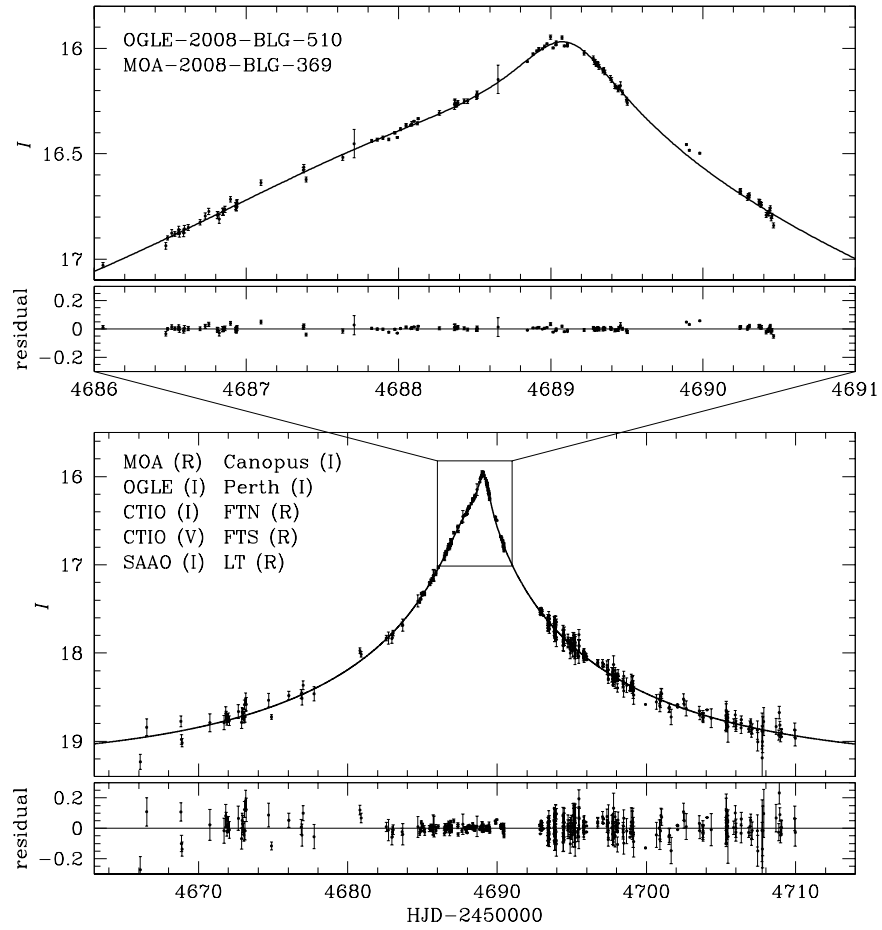 OGLE-2008-BLG-510
MOA-2008-BLG-369
16
16.5
17
I
0.2
0
-0.2
residual
4686 4687 4688 4689 4690 4691
MOA (R) Canopus (I)
OGLE (I) Perth (I)
CTIO (I) FTN (R)
CTIO (V) FTS (R)
SAAO (I) LT (R)
16
17
18
19
I
0.2
0
-0.2
residual
4670 4680 4690 4700 4710
HJD-2450000